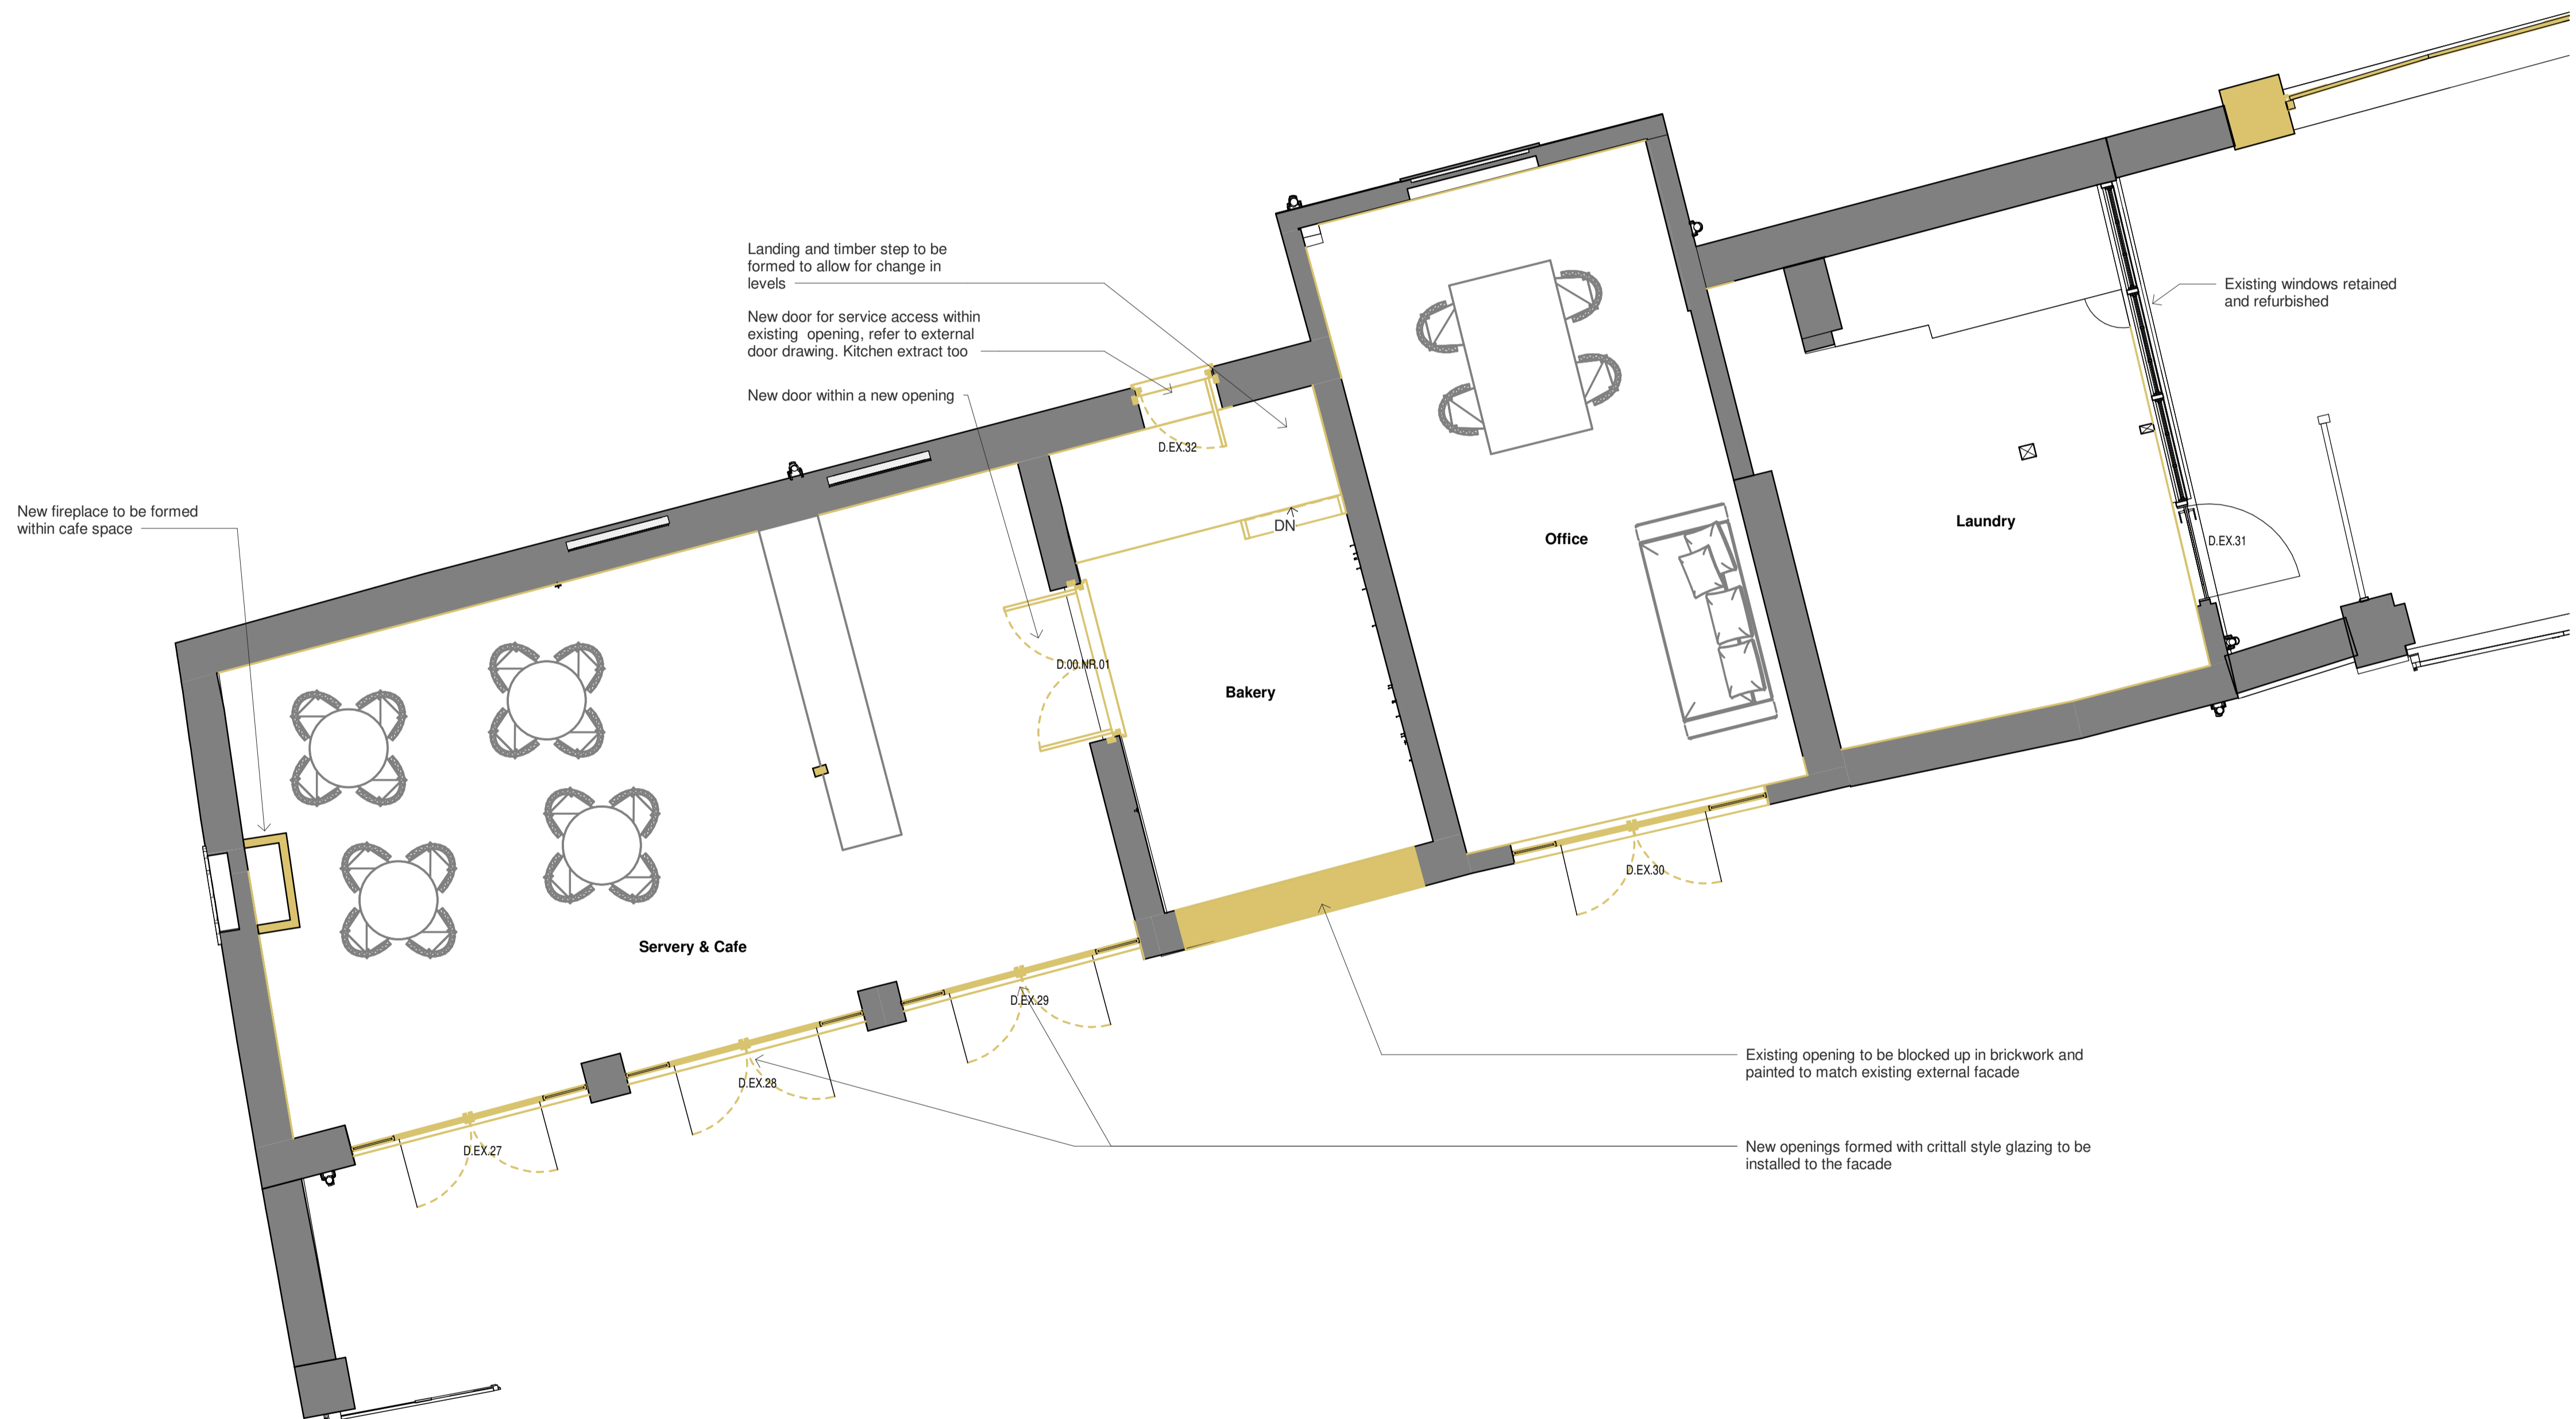 Landing and timber step to be
formed to allow for change in
levels
New door for service access within
existing opening, refer to external
door drawing. Kitchen extract too
New door within a new opening
D.EX.32
Existing windows retained
and refurbished
New fireplace to be formed
within cafe space
DN
Office
Laundry
D.EX.31
D.00.NR.01
Bakery
D.EX.30
Servery & Cafe
D.EX.29
D.EX.28
D.EX.27
Existing opening to be blocked up in brickwork and
painted to match existing external facade
New openings formed with crittall style glazing to be
installed to the facade